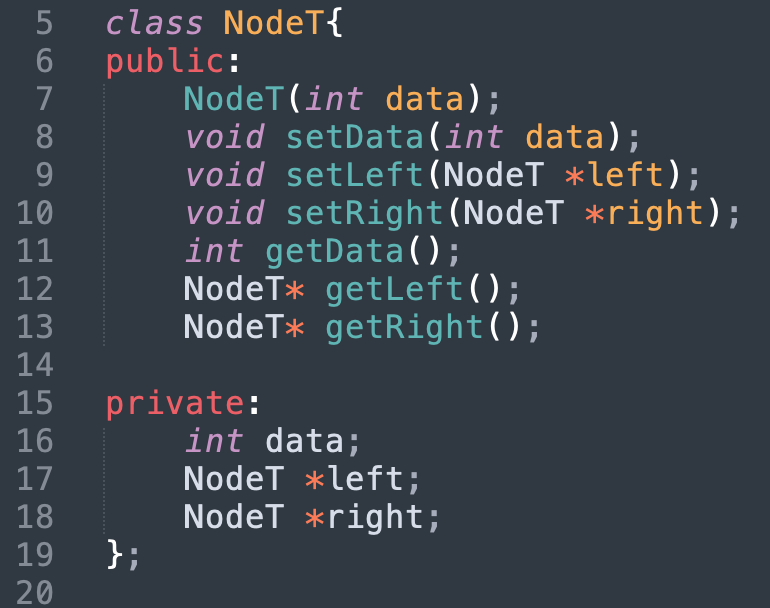 5 class NodeT{
6 public:
7     NodeT(int data);
8     void setData(int data);
9     void setLeft(NodeT *left);
10     void setRight(NodeT *right);
11     int getData();
12     NodeT* getLeft();
13     NodeT* getRight();
14
15 private:
16     int data;
17     NodeT *left;
18     NodeT *right;
19 };
20